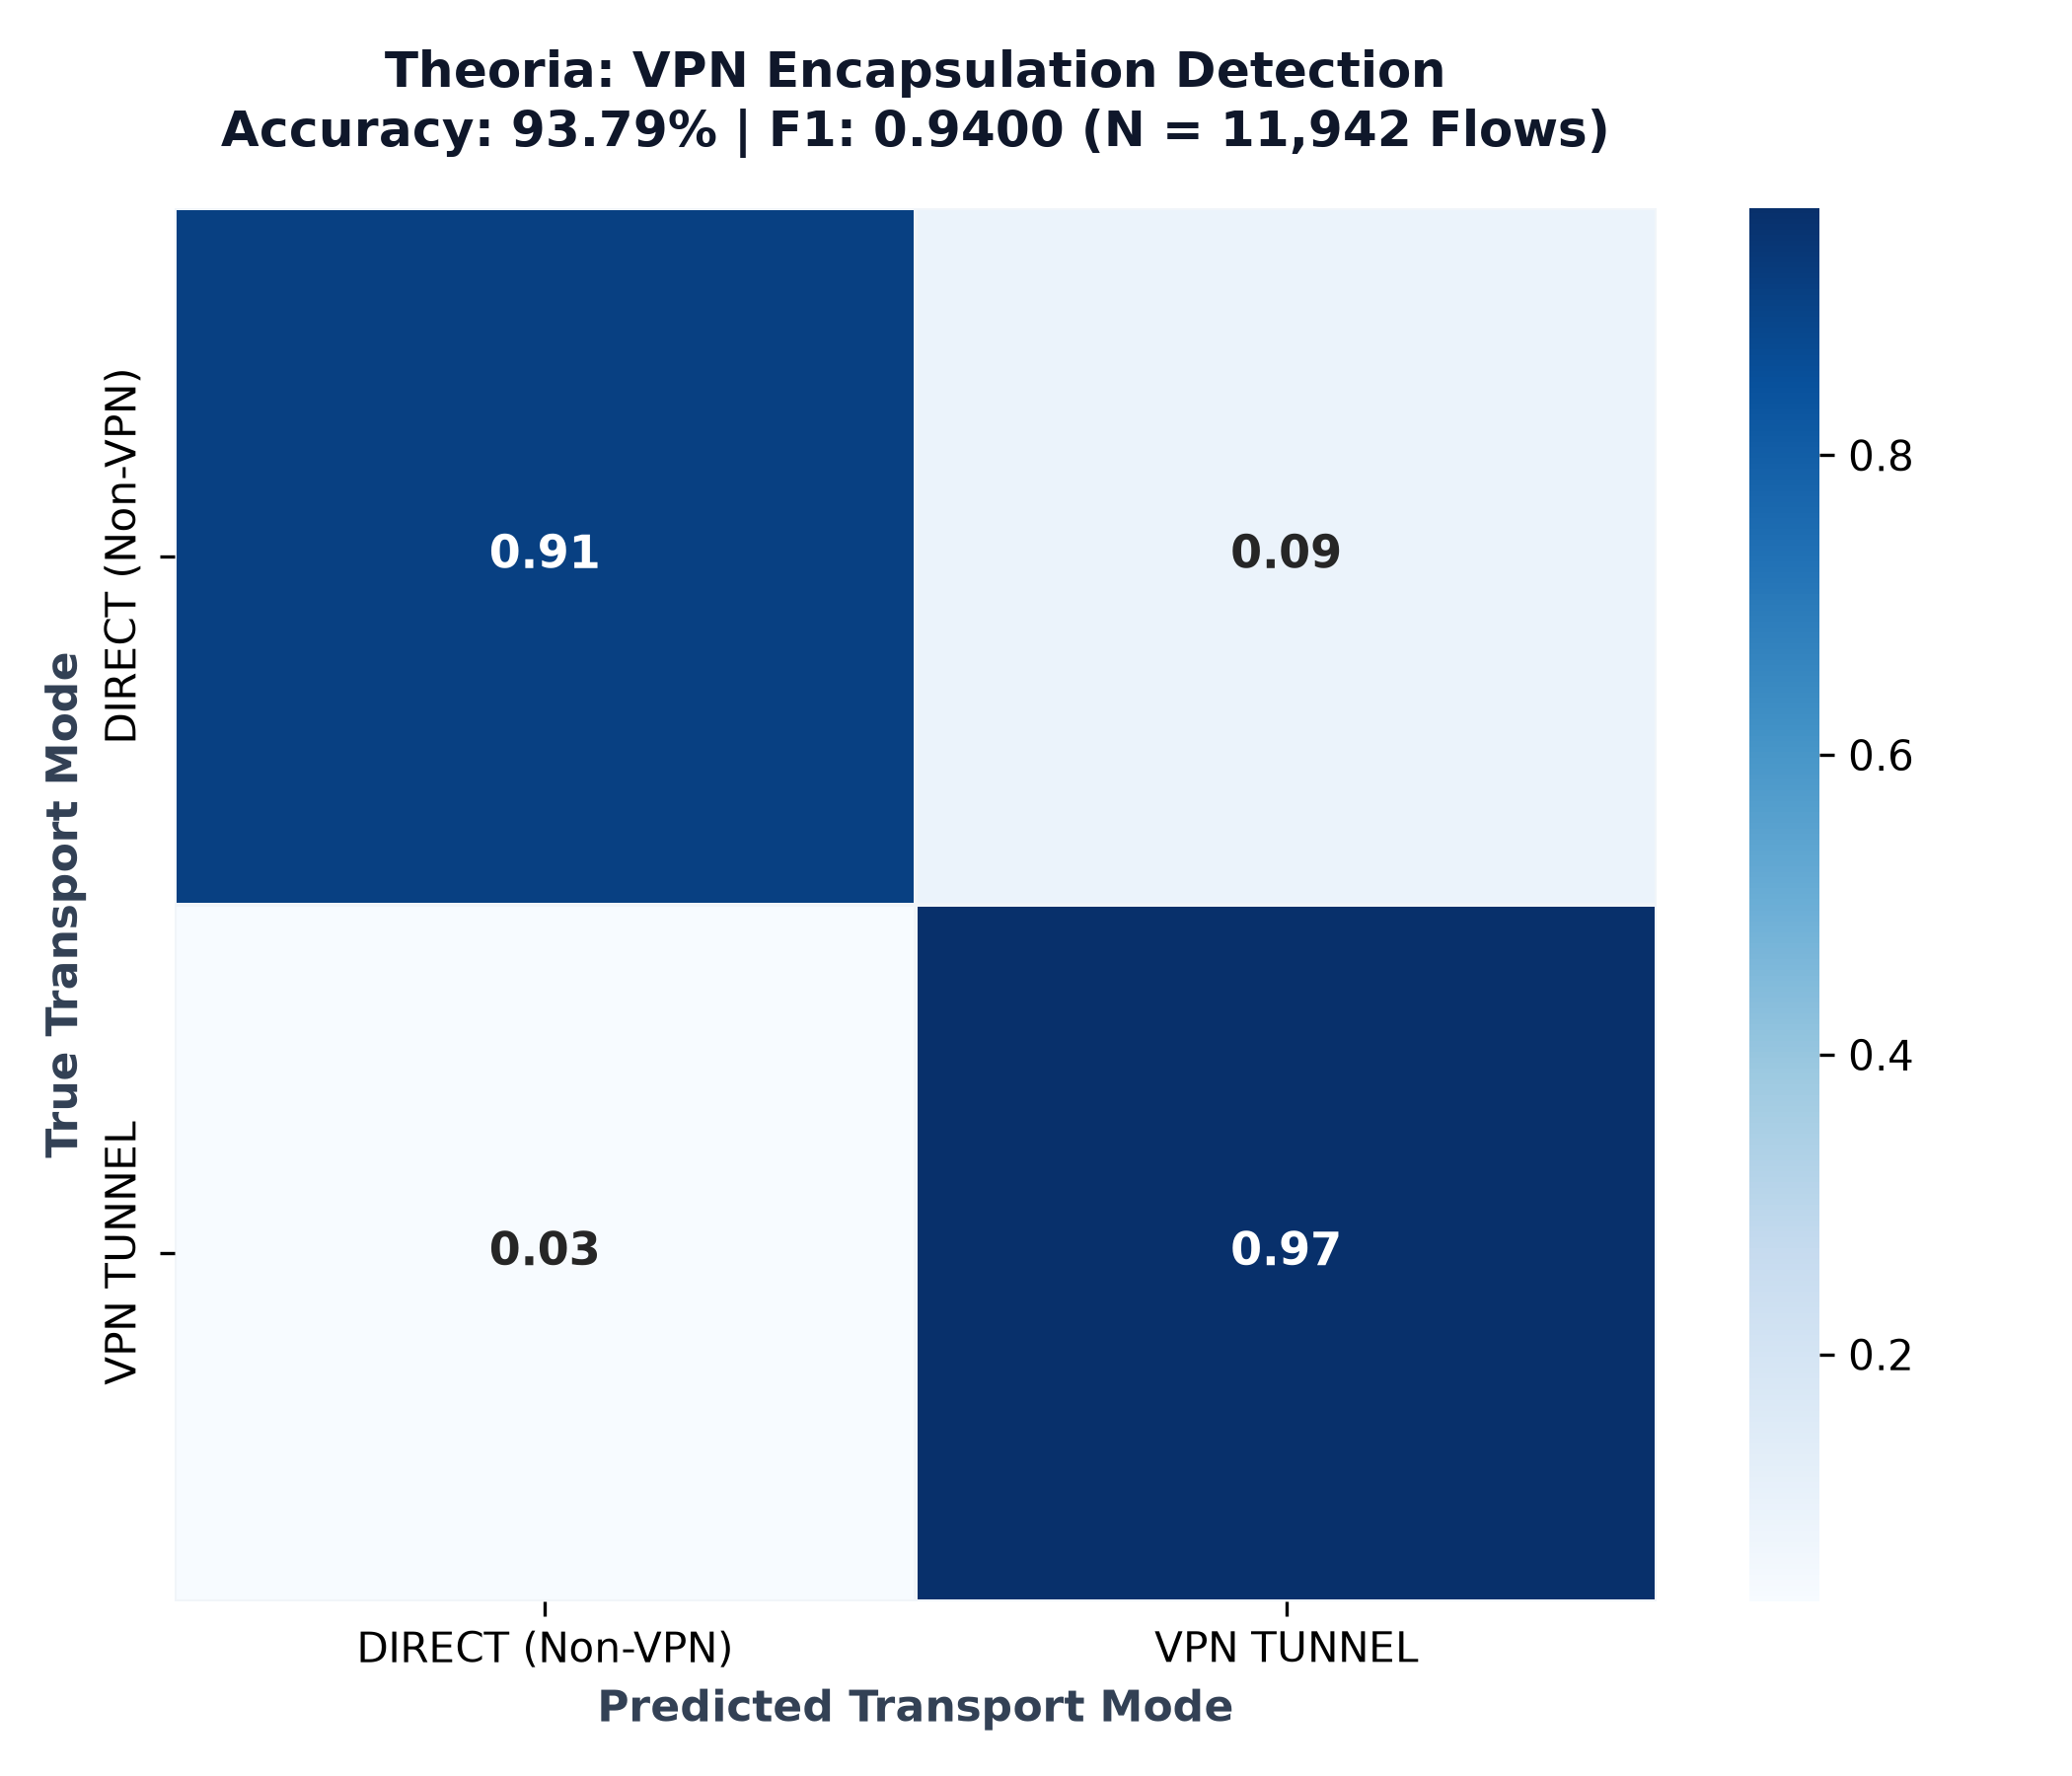 Theoria: VPN Encapsulation Detection
Accuracy: 93.79% | F1: 0.9400 (N = 11,942 Flows)
True Transport Mode
DIRECT (Non-VPN)
VPN TUNNEL
0.91
0.09
0.03
0.97
DIRECT (Non-VPN)
VPN TUNNEL
Predicted Transport Mode
0.8
0.6
0.4
0.2